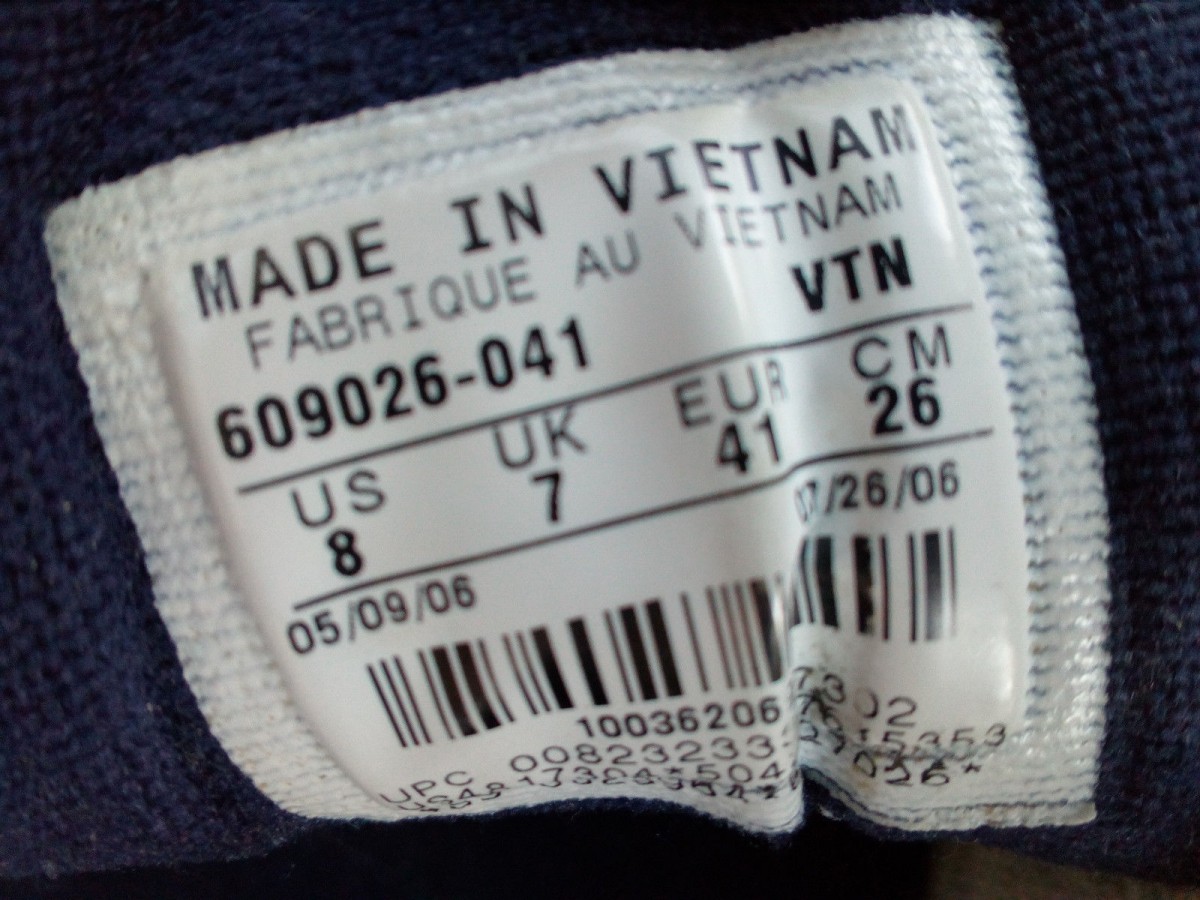 MADE IN VIETNAM
FABRIQUE AU VIETNAM
609026-041 VTN
US UK EUR CM
8 7 41 26
05/09/06 07/26/06
10036206
UPC 00823233